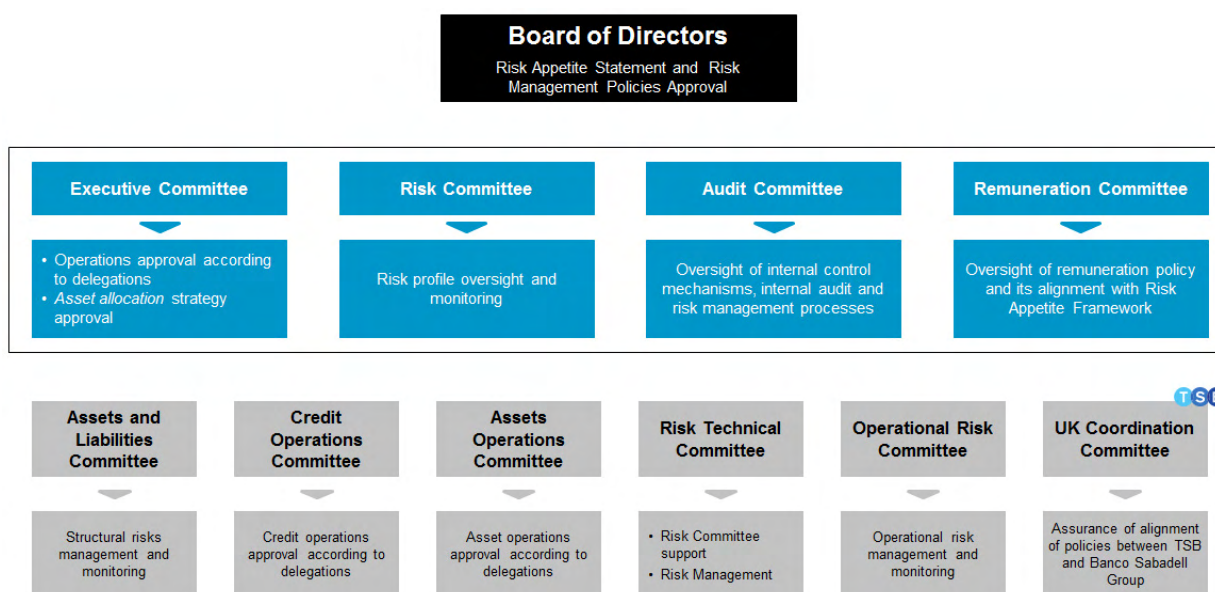 Board of Directors
Risk Appetite Statement and Risk
Management Policies Approval
Executive Committee
Risk Committee
Audit Committee
Remuneration Committee
• Operations approval according
to delegations
• Asset allocation strategy
approval
Risk profile oversight and
monitoring
Oversight of internal control
mechanisms, internal audit and
risk management processes
Oversight of remuneration policy
and its alignment with Risk
Appetite Framework
Assets and
Liabilities
Committee
Credit
Operations
Committee
Assets
Operations
Committee
Risk Technical
Committee
Operational Risk
Committee
TS
UK Coordination
Committee
Structural risks
management and
monitoring
Credit operations
approval according to
delegations
Asset operations
approval according to
delegations
• Risk Committee
support
• Risk Management
Operational risk
management and
monitoring
Assurance of alignment
of policies between TSB
and Banco Sabadell
Group